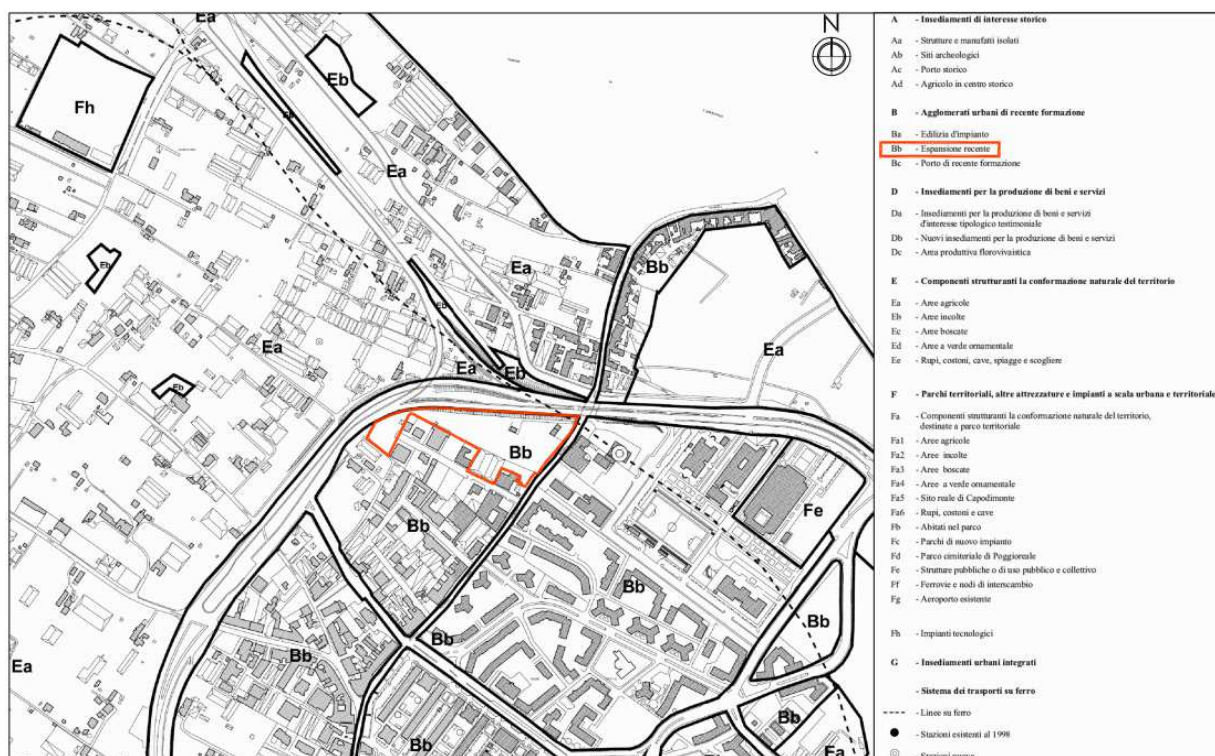 Ea
N
Eb
Fh
Eb
Ea
Bb
Ea
Eb
Eb
Ea
Ea
Ea
Eb
Eb
Bb
Bb
Fe
Bb
Bb
Bb
Bb
Ea
Bb
Bb
Bb
Ea
A - Insediamenti di interesse storico
Aa - Strutture e manufatti isolati
Ab - Siti archeologici
Ac - Porto storico
Ad - Agricolo in centro storico
B - Agglomerati urbani di recente formazione
Ba - Edilizia d'impianto
Bb - Espansione recente
Bc - Porto di recente formazione
D - Insediamenti per la produzione di beni e servizi
Da - Insediamenti per la produzione di beni e servizi
d'interesse tipologico testimoniale
Db - Nuovi insediamenti per la produzione di beni e servizi
Dc - Area produttiva florovivaistica
E - Componenti strutturanti la conformazione naturale del territorio
Ea - Aree agricole
Eb - Aree incolte
Ec - Aree boscate
Ed - Aree a verde ornamentale
Ee - Rupi, costoni, cave, spiagge e scogliere
F - Parchi territoriali, altre attrezzature e impianti a scala urbana e territoriale
Fa - Componenti strutturanti la conformazione naturale del territorio,
destinate a parco territoriale
Fa1 - Aree agricole
Fa2 - Aree incolte
Fa3 - Aree boscate
Fa4 - Aree a verde ornamentale
Fa5 - Sito reale di Capodimonte
Fa6 - Rupi, costoni e cave
Fb - Abitati nel parco
Fc - Parchi di nuovo impianto
Fd - Parco cimiteriale di Poggioreale
Fe - Strutture pubbliche o di uso pubblico e collettivo
Ff - Ferrovie e nodi di interscambio
Fg - Aeroporto esistente
Fh - Impianti tecnologici
G - Insediamenti urbani integrati
- Sistema dei trasporti su ferro
- Linee su ferro
- Stazioni esistenti al 1998
- Stazioni nuove